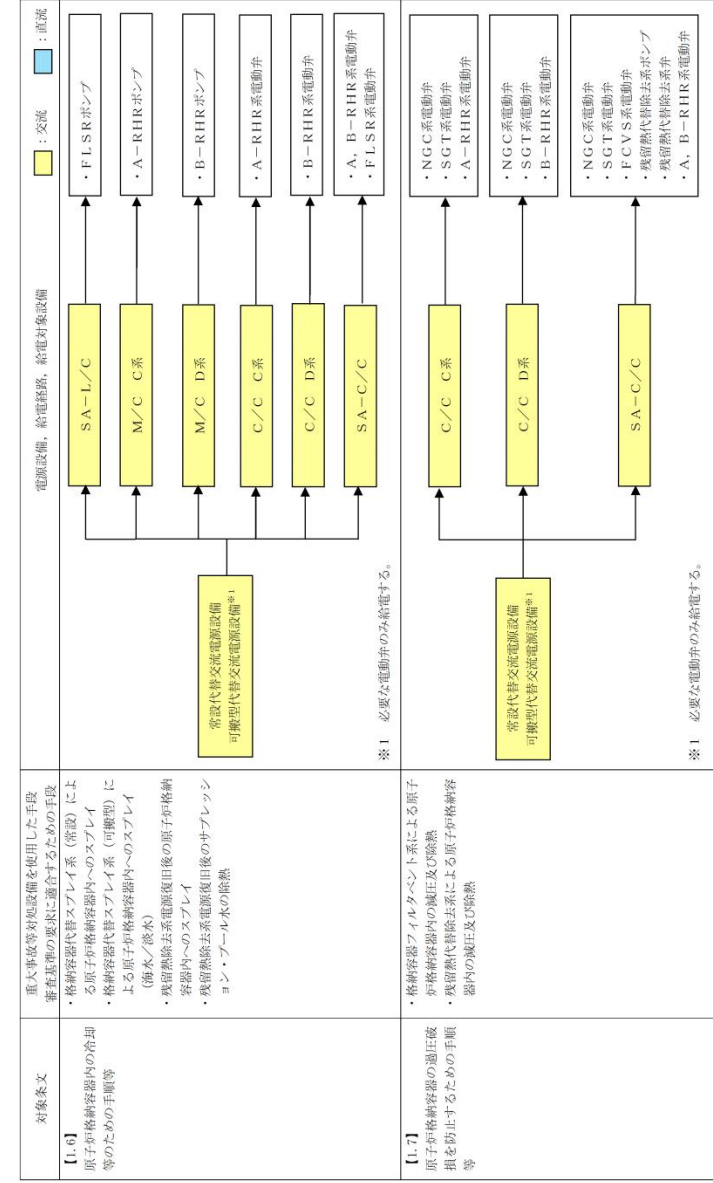 対象条文
重大事故等対処設備を使用した手段
審査基準の要求に適合するための手段
電源設備，給電経路，給電対象設備
：交流
：直流
【1.6】
原子炉格納容器内の冷却
等のための手順等
・格納容器代替スプレイ系（常設）によ
る原子炉格納容器内へのスプレイ
・格納容器代替スプレイ系（可搬型）に
よる原子炉格納容器内へのスプレイ
（海水／淡水）
・残留熱除去系電源復旧後の原子炉格納
容器内へのスプレイ
・残留熱除去系電源復旧後のサプレッシ
ョン・プール水の除熱
常設代替交流電源設備
可搬型代替交流電源設備※1
ＳＡ－Ｌ／Ｃ
Ｍ／Ｃ　Ｃ系
Ｍ／Ｃ　Ｄ系
Ｃ／Ｃ　Ｃ系
Ｃ／Ｃ　Ｄ系
ＳＡ－Ｃ／Ｃ
・ＦＬＳＲポンプ
・Ａ－ＲＨＲポンプ
・Ｂ－ＲＨＲポンプ
・Ａ－ＲＨＲ系電動弁
・Ｂ－ＲＨＲ系電動弁
・Ａ，Ｂ－ＲＨＲ系電動弁
・ＦＬＳＲ系電動弁
※1　必要な電動弁のみ給電する。
【1.7】
原子炉格納容器の過圧破
損を防止するための手順
等
・格納容器フィルタベント系による原子
炉格納容器内の減圧及び除熱
・残留熱代替除去系による原子炉格納容
器内の減圧及び除熱
常設代替交流電源設備
可搬型代替交流電源設備※1
Ｃ／Ｃ　Ｃ系
Ｃ／Ｃ　Ｄ系
ＳＡ－Ｃ／Ｃ
・ＮＧＣ系電動弁
・ＳＧＴ系電動弁
・Ａ－ＲＨＲ系電動弁
・ＮＧＣ系電動弁
・ＳＧＴ系電動弁
・Ｂ－ＲＨＲ系電動弁
・ＮＧＣ系電動弁
・ＳＧＴ系電動弁
・ＦＣＶＳ系電動弁
・残留熱代替除去系ポンプ
・残留熱代替除去系弁
・Ａ，Ｂ－ＲＨＲ系電動弁
※1　必要な電動弁のみ給電する。